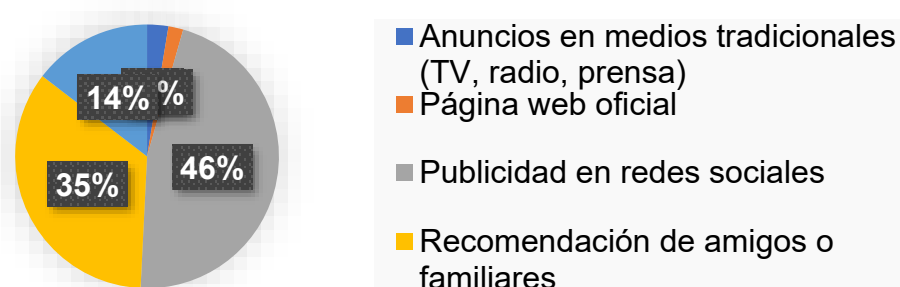 14%
%
46%
35%
Anuncios en medios tradicionales
(TV, radio, prensa)
Página web oficial
Publicidad en redes sociales
Recomendación de amigos o
familiares